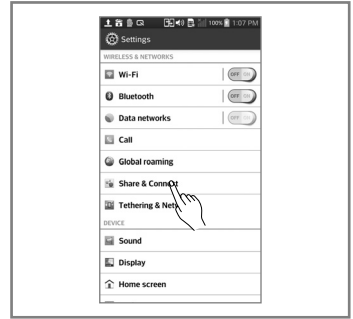 100% 1:07 PM
Settings
WIRELESS & NETWORKS
Wi-Fi OFF ON
Bluetooth OFF ON
Data networks OFF ON
Call
Global roaming
Share & Connect
Tethering &
DEVICE
Sound
Display
Home screen